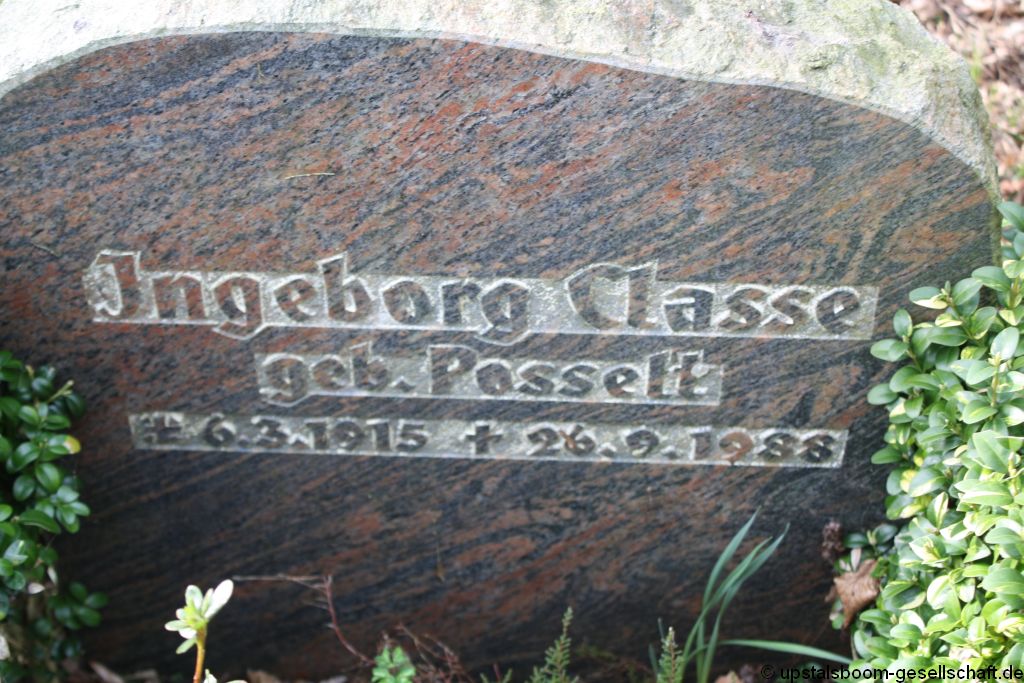 Ingeborg Classe
geb. Posselt
* 6.3.1915 † 26.9.1988
© upstalsboom-gesellschaft.de